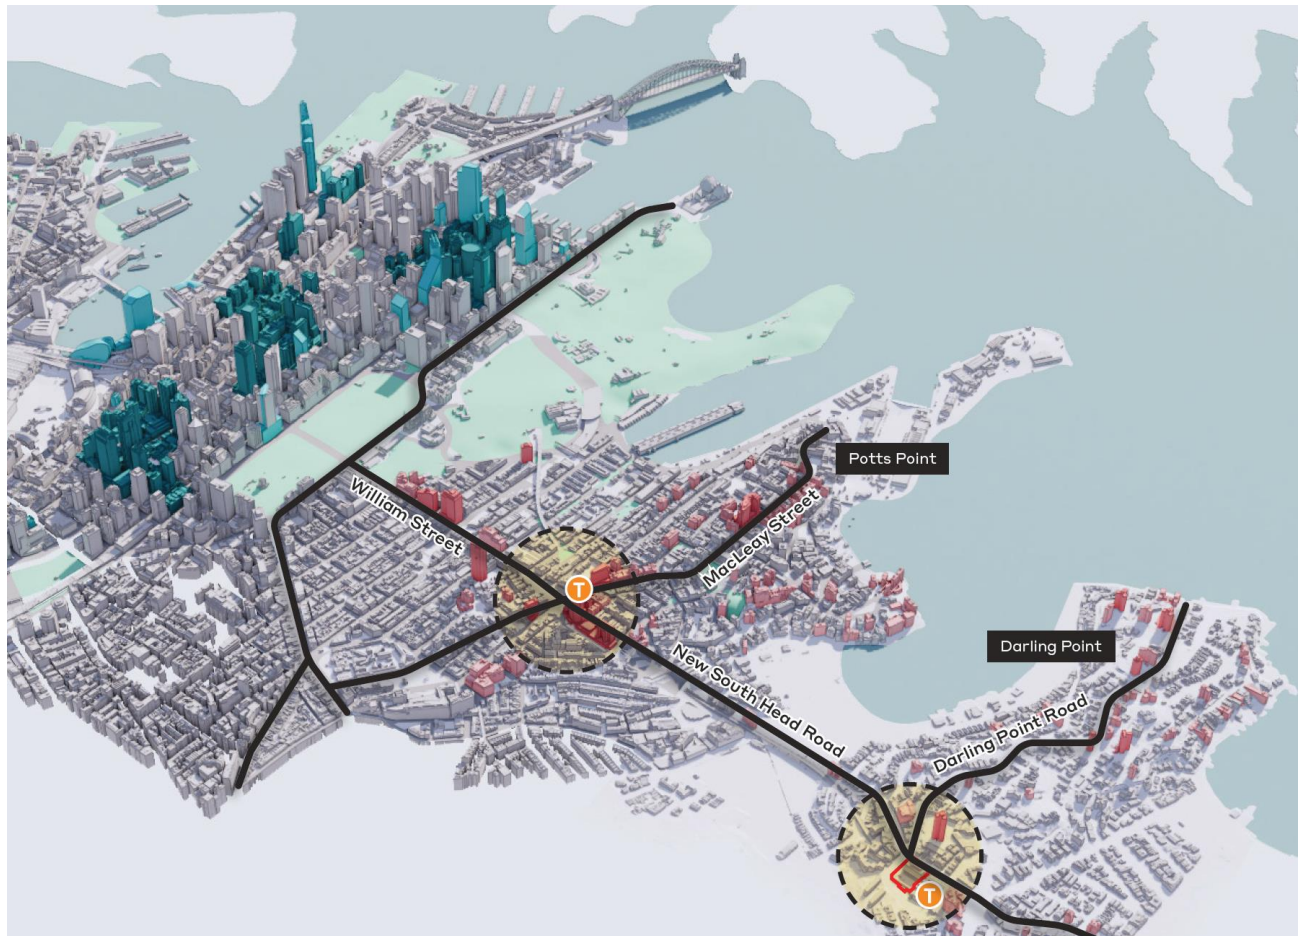 Potts Point
William Street
MacLeay Street
T
Darling Point
New South Head Road
Darling Point Road
T